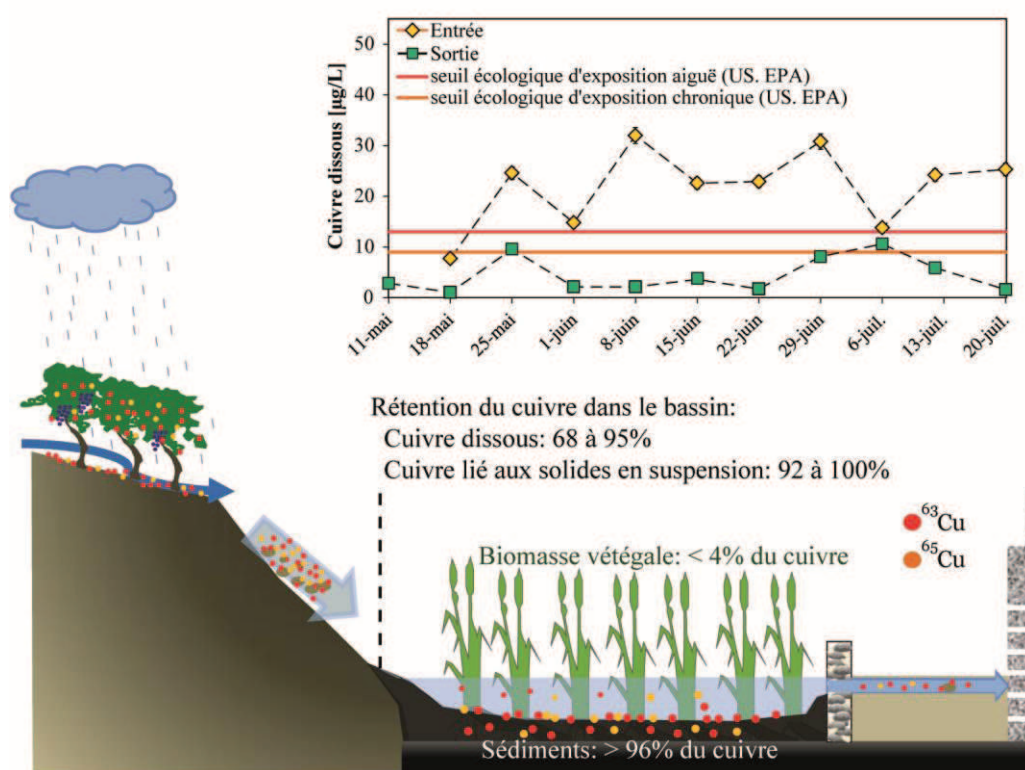 Cuivre dissous [µg/L]
50
40
30
20
10
0
Entrée
Sortie
seuil écologique d'exposition aiguë (US. EPA)
seuil écologique d'exposition chronique (US. EPA)
11-mai
18-mai
25-mai
1-juin
8-juin
15-juin
22-juin
29-juin
6-juil.
13-juil.
20-juil.
Rétention du cuivre dans le bassin:
Cuivre dissous: 68 à 95%
Cuivre lié aux solides en suspension: 92 à 100%
⁶³Cu
⁶⁵Cu
Biomasse vétégale: < 4% du cuivre
Sédiments: > 96% du cuivre